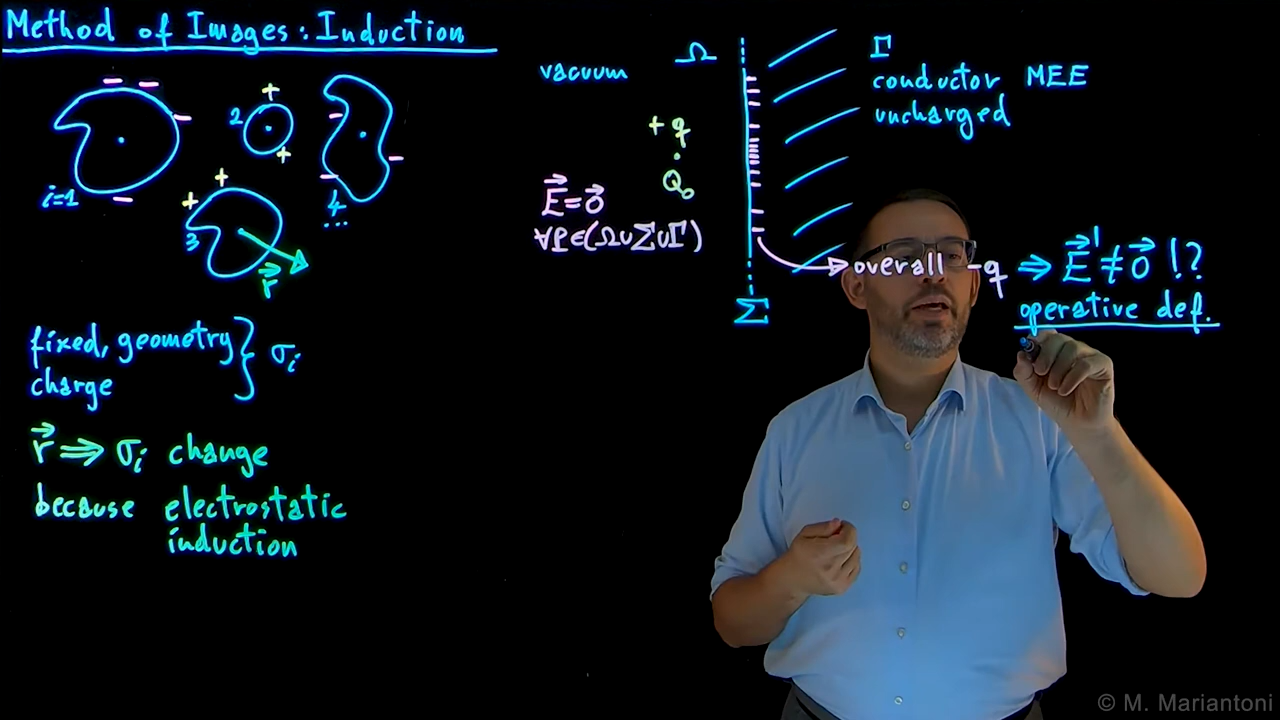 Method of Images: Induction
i=1
2
3
4
...
r⃗
fixed, geometry
charge
} σi
r⃗ ⇒ σi change
because electrostatic
induction
vacuum
Ω
Γ
conductor MEE
uncharged
+q
Q0
E⃗=0⃗
∀P∈(Ω∪Σ∪Γ)
Σ
overall -q ⇒ E⃗'≠0⃗ !?
operative def.
© M. Mariantoni